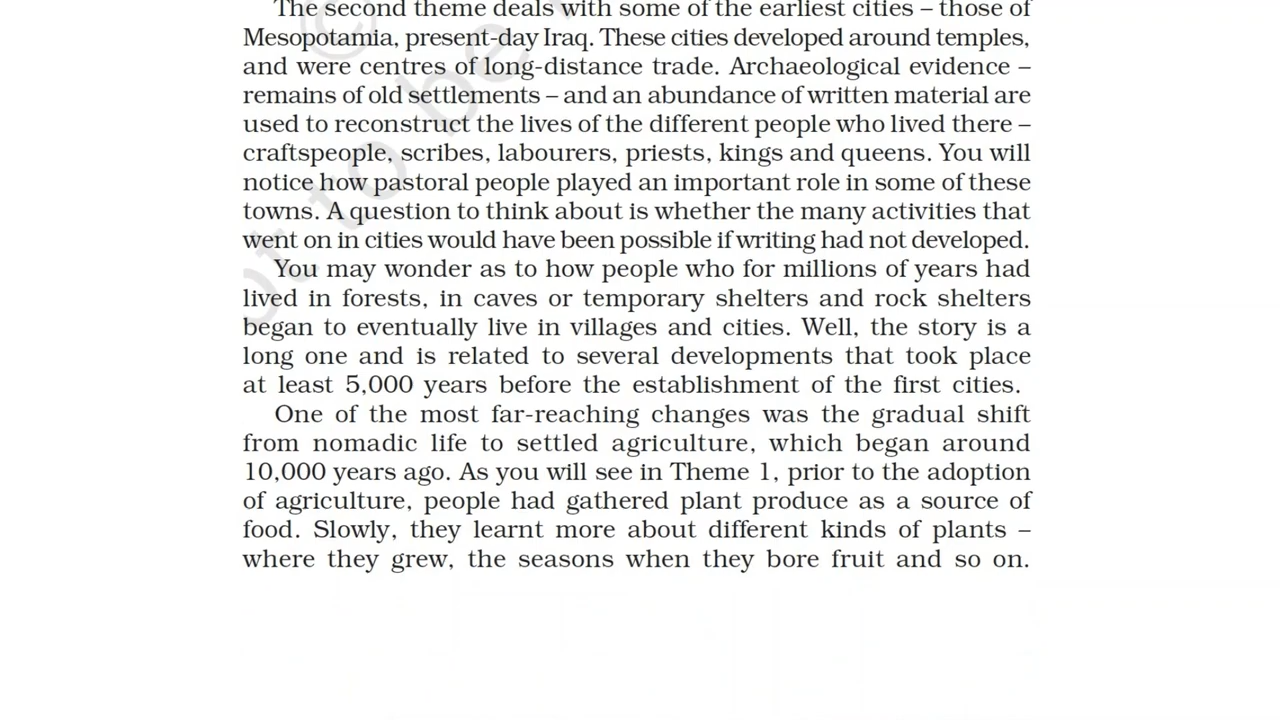 The second theme deals with some of the earliest cities – those of
Mesopotamia, present-day Iraq. These cities developed around temples,
and were centres of long-distance trade. Archaeological evidence –
remains of old settlements – and an abundance of written material are
used to reconstruct the lives of the different people who lived there –
craftspeople, scribes, labourers, priests, kings and queens. You will
notice how pastoral people played an important role in some of these
towns. A question to think about is whether the many activities that
went on in cities would have been possible if writing had not developed.
You may wonder as to how people who for millions of years had
lived in forests, in caves or temporary shelters and rock shelters
began to eventually live in villages and cities. Well, the story is a
long one and is related to several developments that took place
at least 5,000 years before the establishment of the first cities.
One of the most far-reaching changes was the gradual shift
from nomadic life to settled agriculture, which began around
10,000 years ago. As you will see in Theme 1, prior to the adoption
of agriculture, people had gathered plant produce as a source of
food. Slowly, they learnt more about different kinds of plants –
where they grew, the seasons when they bore fruit and so on.
© to be